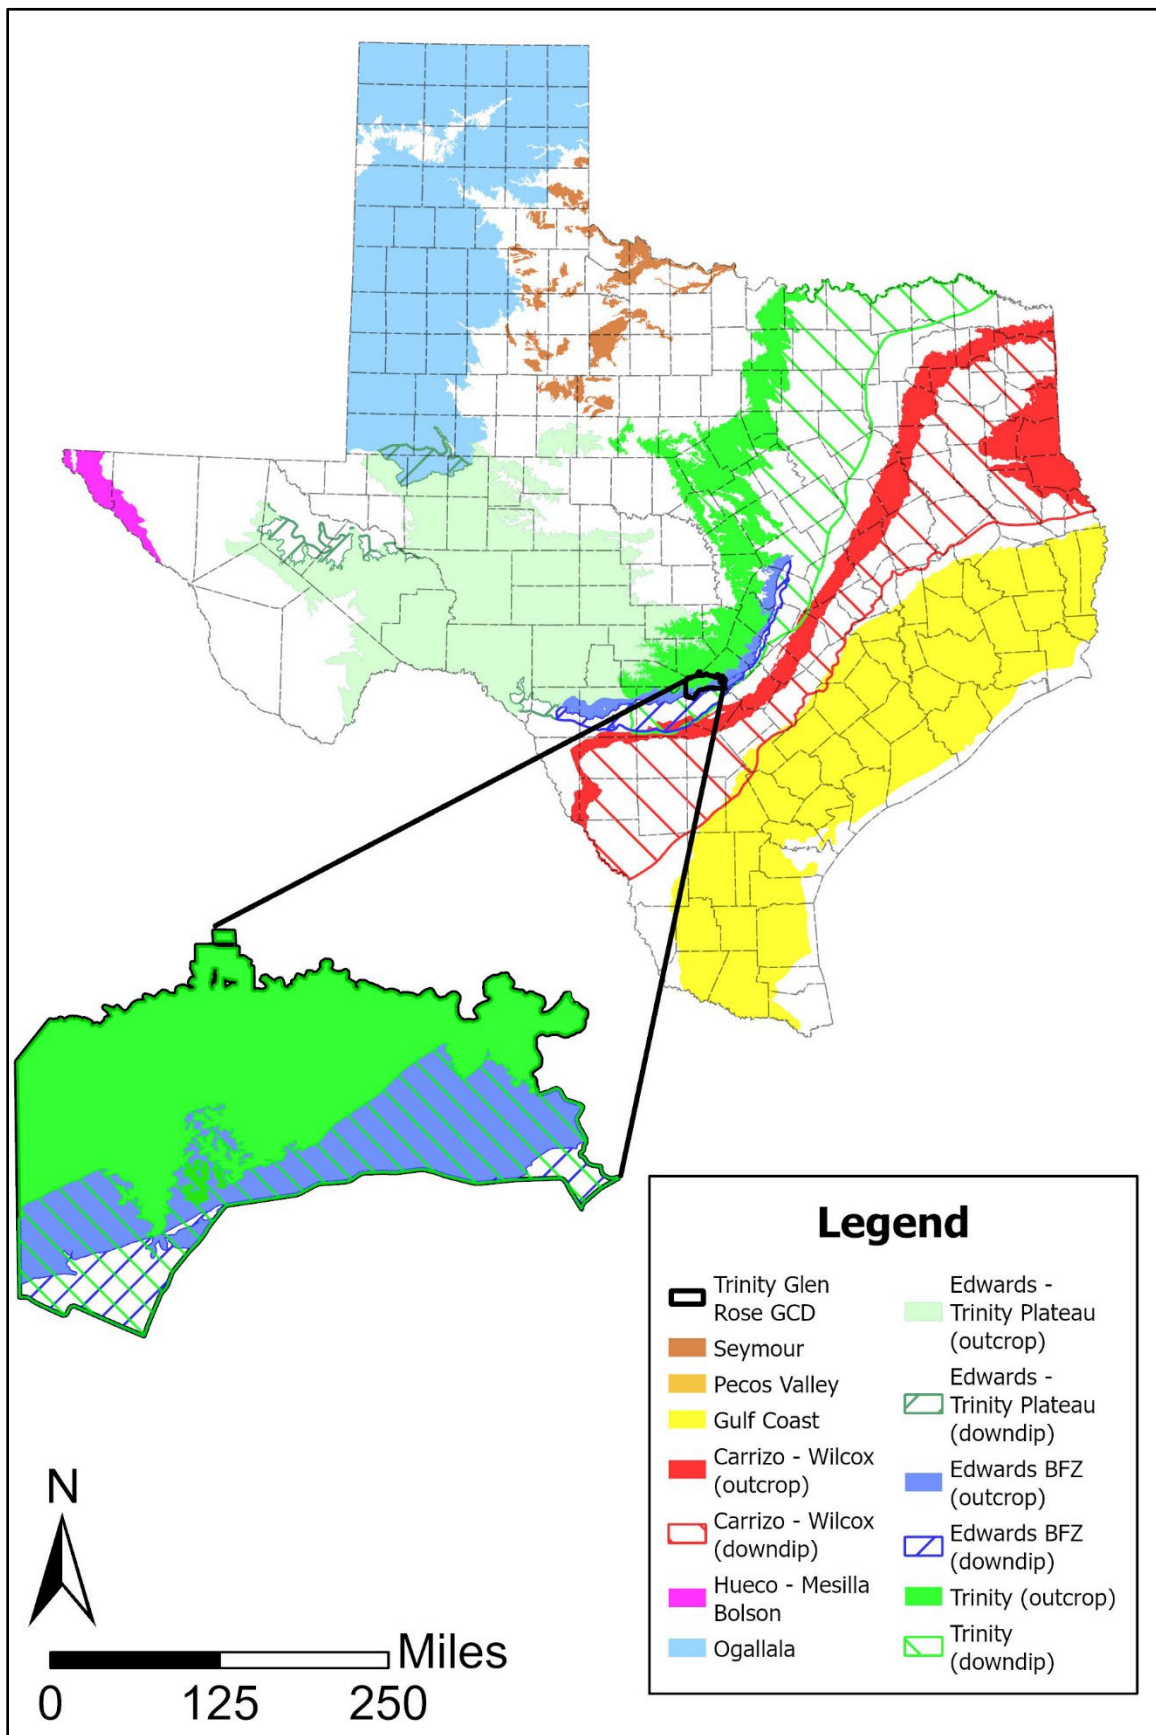 Legend
Trinity Glen
Rose GCD
Seymour
Pecos Valley
Gulf Coast
Carrizo - Wilcox
(outcrop)
Carrizo - Wilcox
(downdip)
Hueco - Mesilla
Bolson
Ogallala
Edwards -
Trinity Plateau
(outcrop)
Edwards -
Trinity Plateau
(downdip)
Edwards BFZ
(outcrop)
Edwards BFZ
(downdip)
Trinity (outcrop)
Trinity
(downdip)
N
Miles
0 125 250